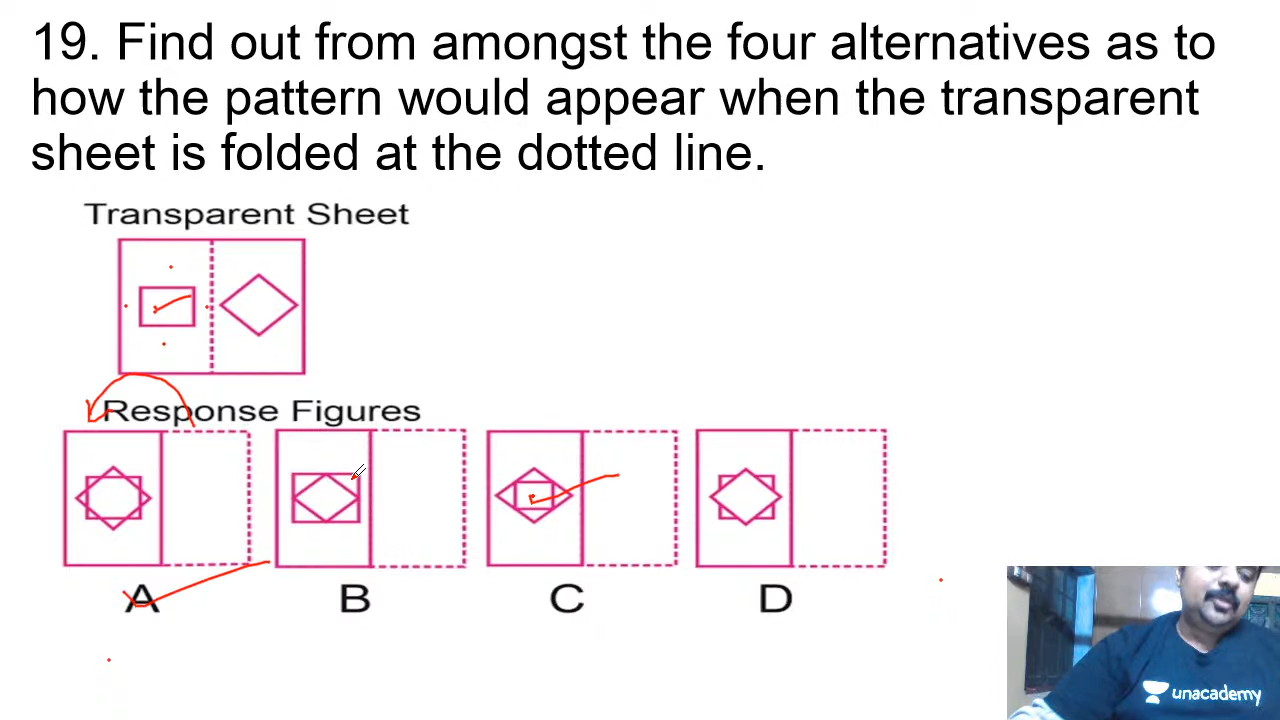 19. Find out from amongst the four alternatives as to
how the pattern would appear when the transparent
sheet is folded at the dotted line.
Transparent Sheet
Response Figures
A
B
C
D
unacademy